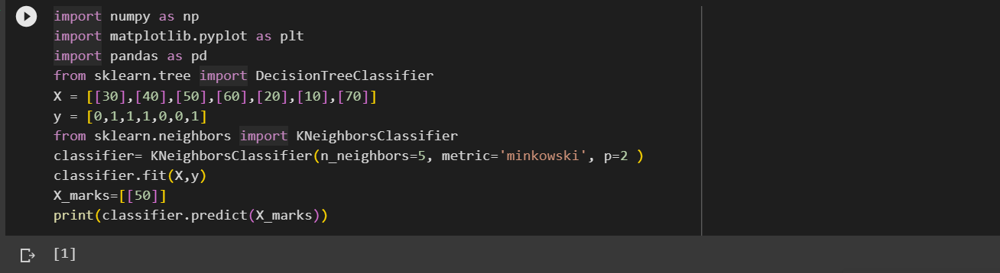 import numpy as np
import matplotlib.pyplot as plt
import pandas as pd
from sklearn.tree import DecisionTreeClassifier
X = [[30],[40],[50],[60],[20],[10],[70]]
y = [0,1,1,1,0,0,1]
from sklearn.neighbors import KNeighborsClassifier
classifier= KNeighborsClassifier(n_neighbors=5, metric='minkowski', p=2 )
classifier.fit(X,y)
X_marks=[[50]]
print(classifier.predict(X_marks))
[1]